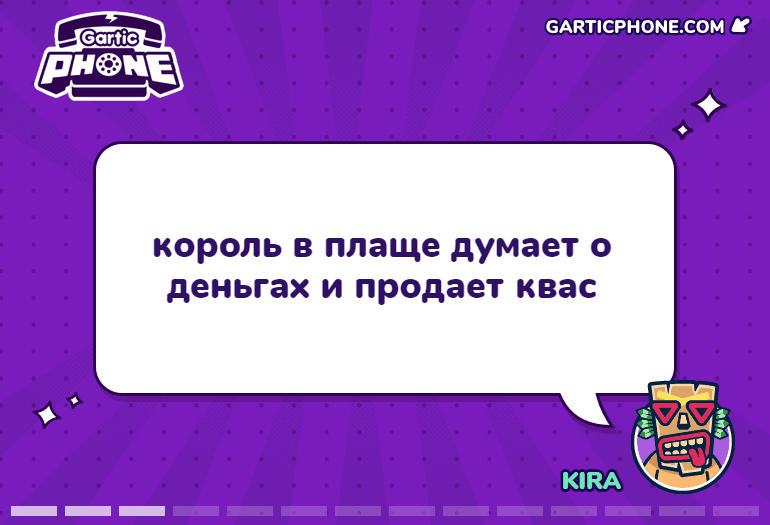 Gartic
PHONE
GARTICPHONE.COM
король в плаще думает о
деньгах и продает квас
KIRA